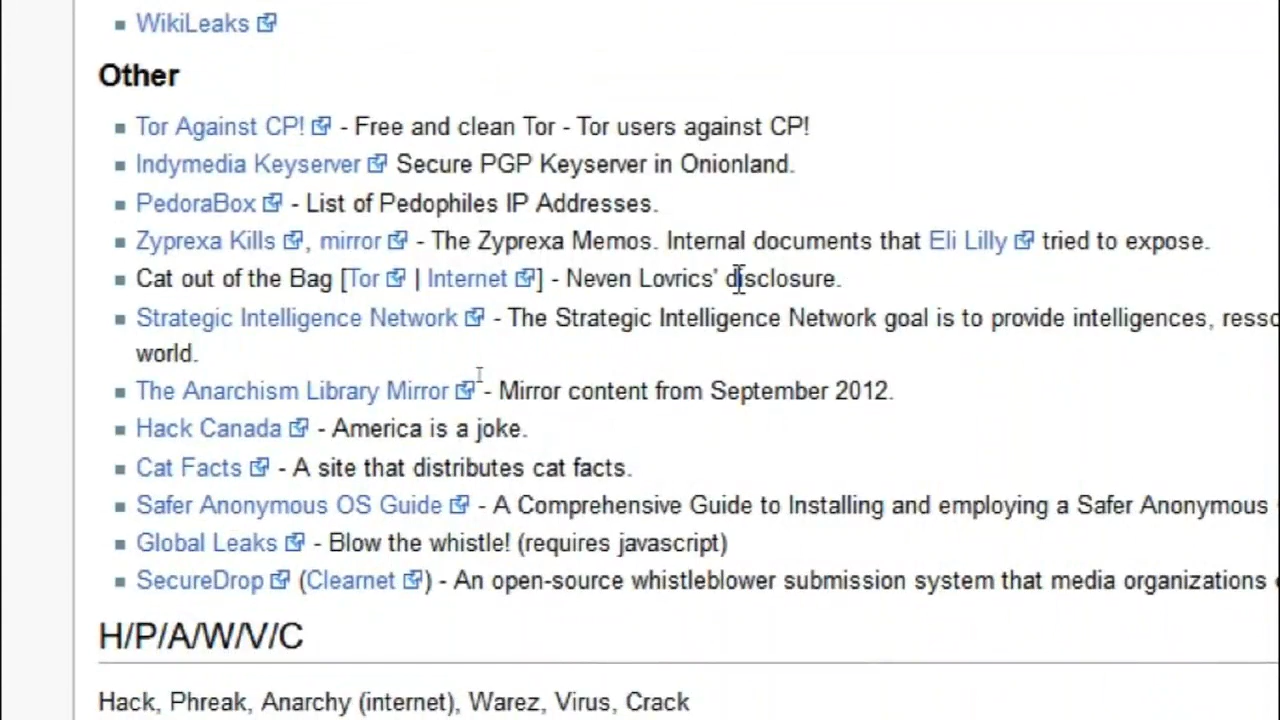 WikiLeaks
Other
Tor Against CP! - Free and clean Tor - Tor users against CP!
Indymedia Keyserver Secure PGP Keyserver in Onionland.
PedoraBox - List of Pedophiles IP Addresses.
Zyprexa Kills, mirror - The Zyprexa Memos. Internal documents that Eli Lilly tried to expose.
Cat out of the Bag [Tor | Internet] - Neven Lovrics' disclosure.
Strategic Intelligence Network - The Strategic Intelligence Network goal is to provide intelligences,
world.
The Anarchism Library Mirror - Mirror content from September 2012.
Hack Canada - America is a joke.
Cat Facts - A site that distributes cat facts.
Safer Anonymous OS Guide - A Comprehensive Guide to Installing and employing a Safer Anonymous
Global Leaks - Blow the whistle! (requires javascript)
SecureDrop (Clearnet) - An open-source whistleblower submission system that media organizations
H/P/A/W/V/C
Hack, Phreak, Anarchy (internet), Warez, Virus, Crack